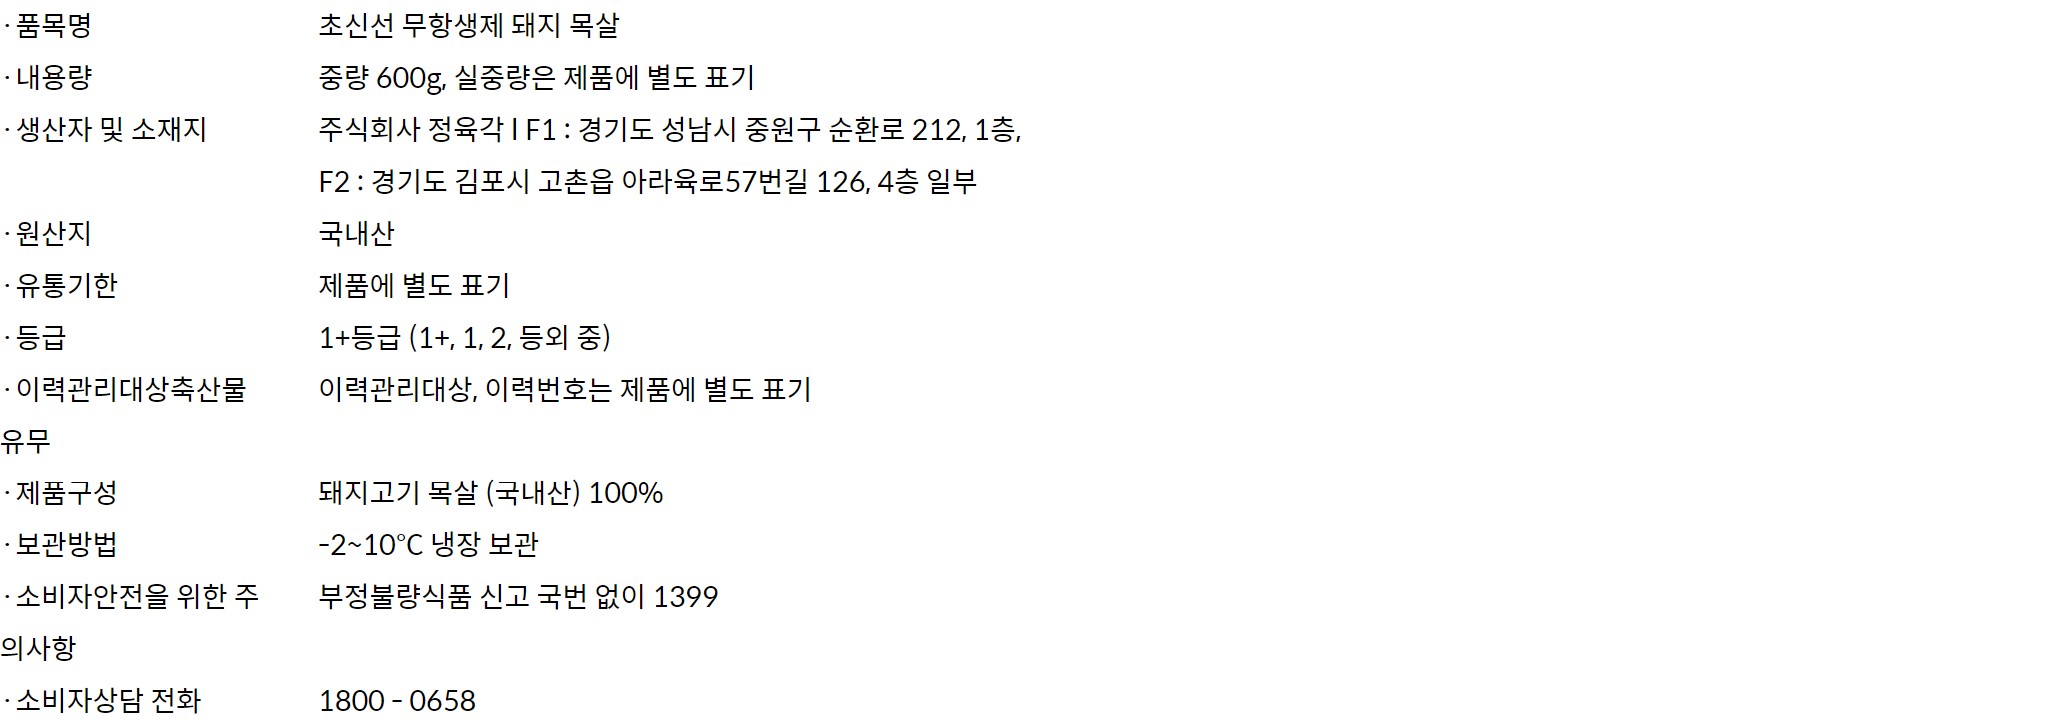 · 품목명 초신선 무항생제 돼지 목살
· 내용량 중량 600g, 실중량은 제품에 별도 표기
· 생산자 및 소재지 주식회사 정육각 I F1 : 경기도 성남시 중원구 순환로 212, 1층,
F2 : 경기도 김포시 고촌읍 아라육로57번길 126, 4층 일부
· 원산지 국내산
· 유통기한 제품에 별도 표기
· 등급 1+등급 (1+, 1, 2, 등외 중)
· 이력관리대상축산물 이력관리대상, 이력번호는 제품에 별도 표기
유무
· 제품구성 돼지고기 목살 (국내산) 100%
· 보관방법 -2~10°C 냉장 보관
· 소비자안전을 위한 주 부정불량식품 신고 국번 없이 1399
의사항
· 소비자상담 전화 1800 - 0658